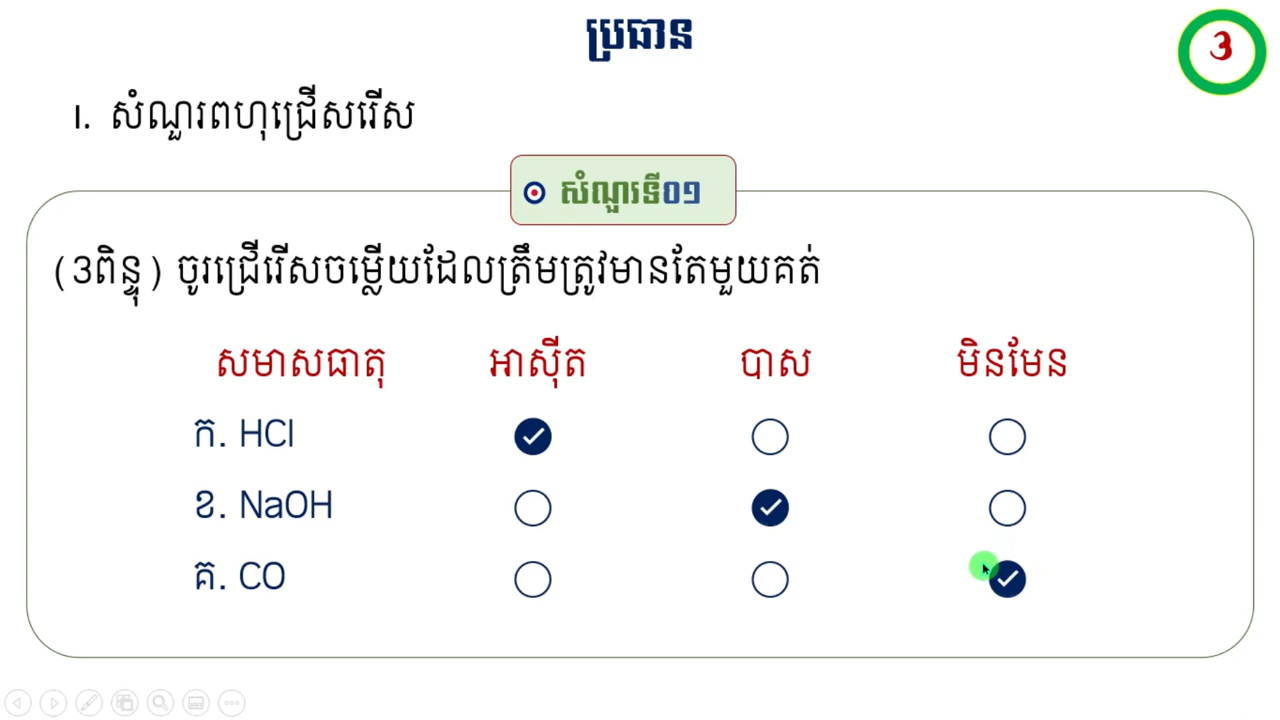 ប្រធាន
3
I. សំណួរពហុជ្រើសរើស
សំណួរទី០១
(3ពិន្ទុ) ចូរជ្រើរើសចម្លើយដែលត្រឹមត្រូវមានតែមួយគត់
សមាសធាតុ អាស៊ីត បាស មិនមែន
ក. HCl
ខ. NaOH
គ. CO